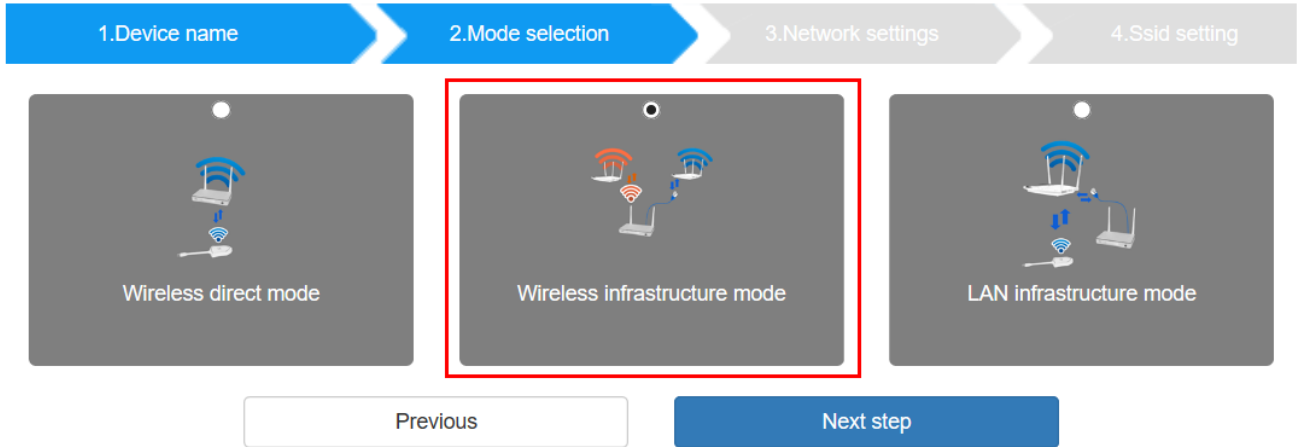 1.Device name
2.Mode selection
3.Network settings
4.Ssid setting
Wireless direct mode
Wireless infrastructure mode
LAN infrastructure mode
Previous
Next step